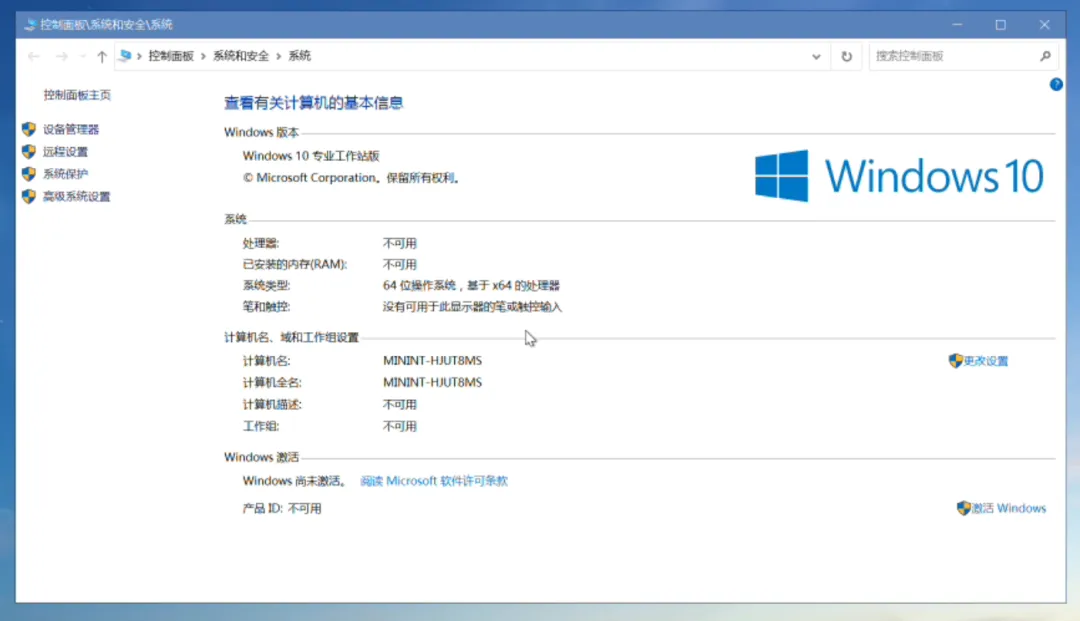 控制面板\系统和安全\系统
控制面板 › 系统和安全 › 系统
搜索控制面板
控制面板主页
设备管理器
远程设置
系统保护
高级系统设置
查看有关计算机的基本信息
Windows 版本
Windows 10 专业工作站版
© Microsoft Corporation。保留所有权利。
Windows 10
系统
处理器: 不可用
已安装的内存(RAM): 不可用
系统类型: 64 位操作系统，基于 x64 的处理器
笔和触控: 没有可用于此显示器的笔或触控输入
计算机名、域和工作组设置
计算机名: MININT-HJUT8MS
更改设置
计算机全名: MININT-HJUT8MS
计算机描述: 不可用
工作组: 不可用
Windows 激活
Windows 尚未激活。 阅读 Microsoft 软件许可条款
产品 ID: 不可用
激活 Windows